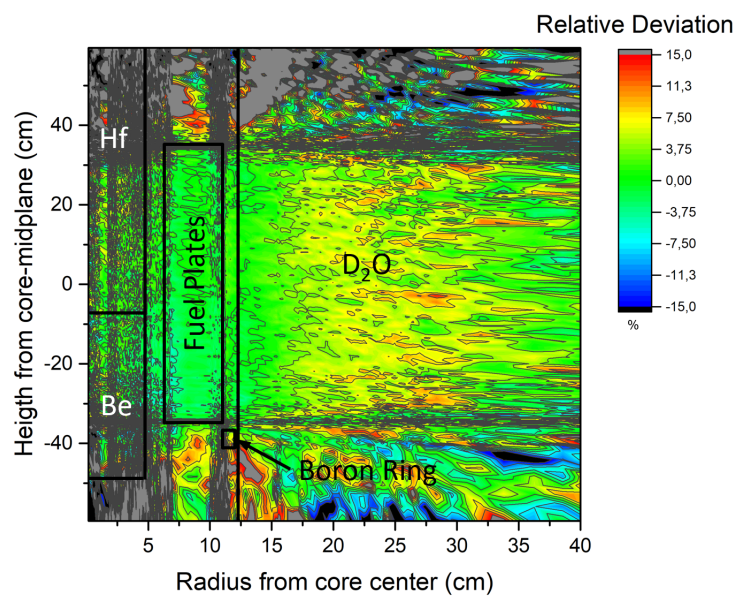 Relative Deviation
15,0
11,3
7,50
3,75
0,00
-3,75
-7,50
-11,3
-15,0
%
Heigth from core-midplane (cm)
40
20
0
-20
-40
Hf
Be
Fuel Plates
D₂O
Boron Ring
5 10 15 20 25 30 35 40
Radius from core center (cm)